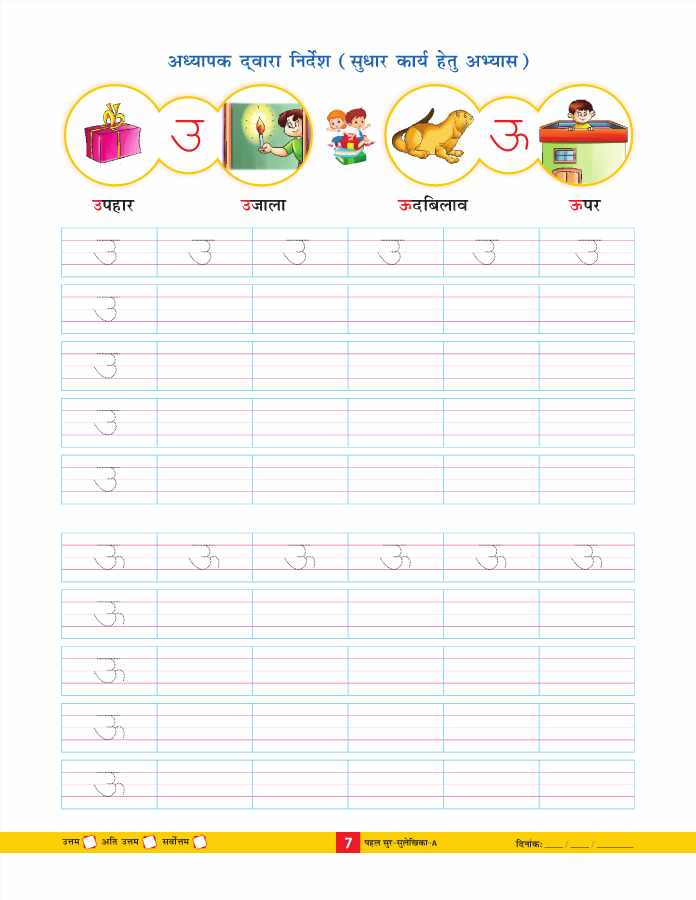 अध्यापक द्वारा निर्देश ( सुधार कार्य हेतु अभ्यास )
उ ऊ
उपहार उजाला ऊदबिलाव ऊपर
उ उ उ उ उ उ
उ
उ
उ
उ
ऊ ऊ ऊ ऊ ऊ ऊ
ऊ
ऊ
ऊ
ऊ
उत्तम अति उत्तम सर्वोत्तम 7 पहल सुर-सुलेखिका-A दिनांक: ____ / ____ / ________